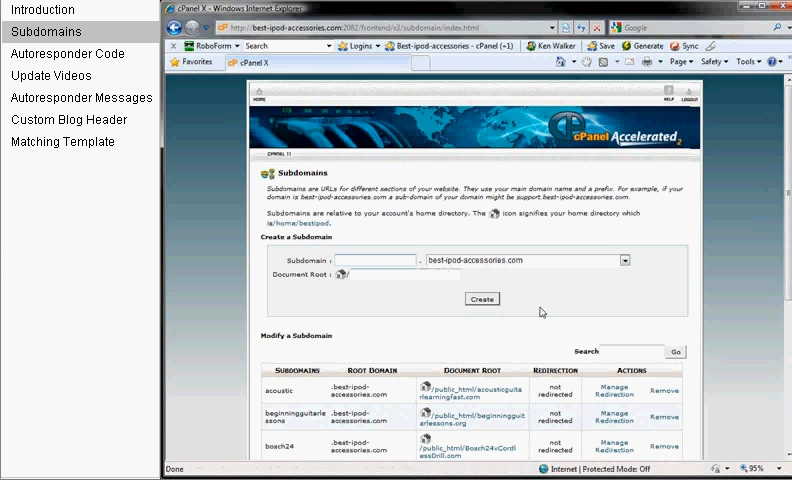 Introduction
Subdomains
Autoresponder Code
Update Videos
Autoresponder Messages
Custom Blog Header
Matching Template
cPanel X - Windows Internet Explorer
http://best-ipod-accessories.com:2082/frontend/x3/subdomain/index.html
Google
RoboForm Search Logins Best-ipod-accessories - cPanel (+1) Ken Walker Save Generate Sync
Favorites cPanel X Page Safety Tools
HOME HELP LOGOUT
cPanel Accelerated 2
CPANEL 11
Subdomains
Subdomains are URLs for different sections of your website. They use your main domain name and a prefix. For example, if your
domain is best-ipod-accessories.com a sub-domain of your domain might be support.best-ipod-accessories.com.
Subdomains are relative to your account's home directory. The icon signifies your home directory which
is/home/bestipod.
Create a Subdomain
Subdomain : . best-ipod-accessories.com
Document Root : /
Create
Modify a Subdomain
Search Go
SUBDOMAINS ROOT DOMAIN DOCUMENT ROOT REDIRECTION ACTIONS
acoustic .best-ipod-
accessories.com /public_html/acousticguita
rlearningfast.com not
redirected Manage
Redirection Remove
beginningguitarle
ssons .best-ipod-
accessories.com /public_html/beginninggui
tarlessons.org not
redirected Manage
Redirection Remove
bosch24 .best-ipod-
accessories.com /public_html/Bosch24vCordl
essDrill.com not
redirected Manage
Redirection Remove
Done Internet | Protected Mode: Off 95%